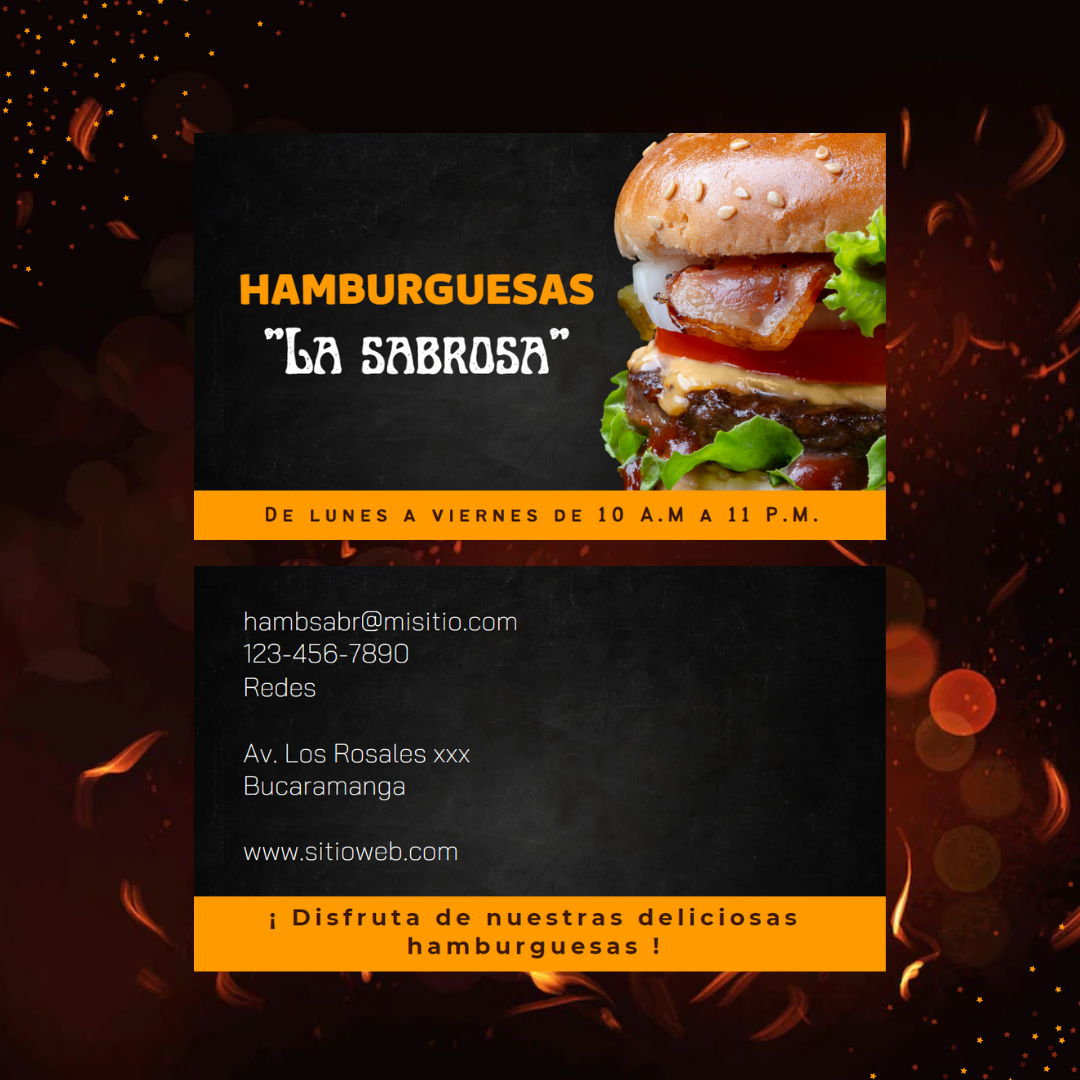 HAMBURGUESAS
"LA SABROSA"
DE LUNES A VIERNES DE 10 A.M A 11 P.M.
hambsabr@misitio.com
123-456-7890
Redes
Av. Los Rosales xxx
Bucaramanga
www.sitioweb.com
¡ Disfruta de nuestras deliciosas
hamburguesas !